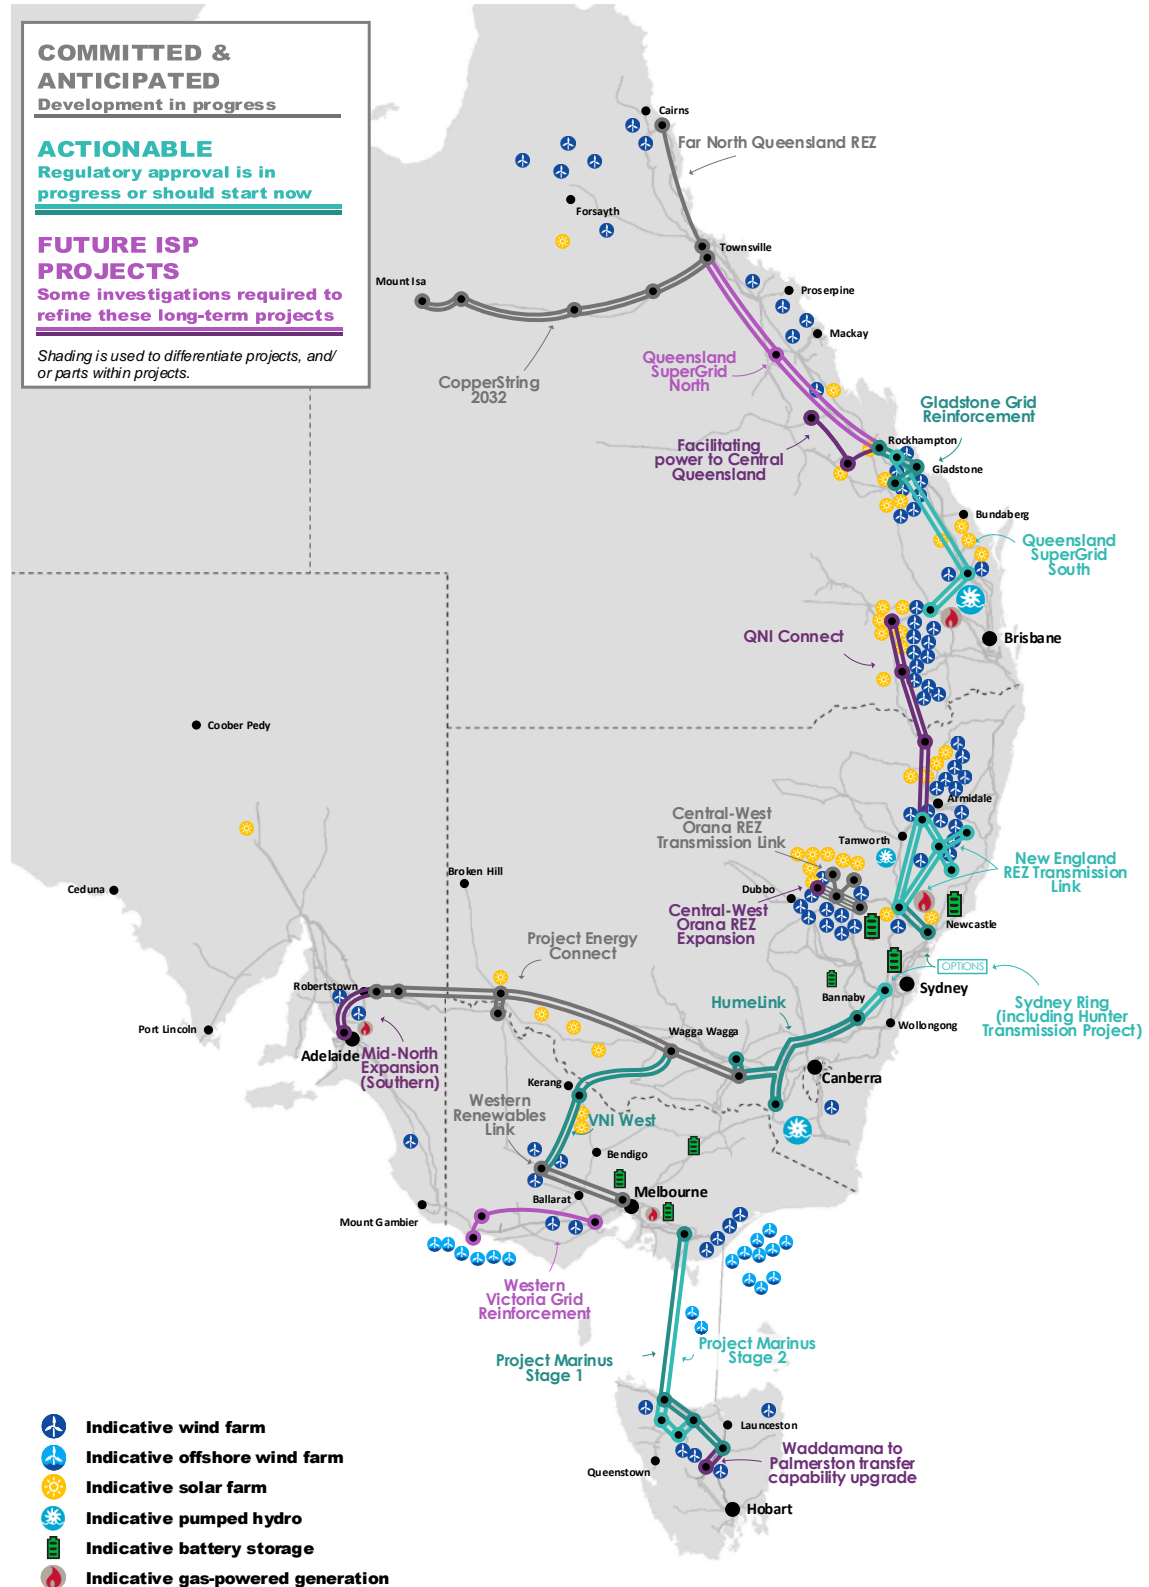 COMMITTED &
ANTICIPATED
Development in progress
ACTIONABLE
Regulatory approval is in
progress or should start now
FUTURE ISP
PROJECTS
Some investigations required to
refine these long-term projects
Shading is used to differentiate projects, and/
or parts within projects.
Cairns
Far North Queensland REZ
Forsayth
Townsville
Mount Isa
Proserpine
Mackay
CopperString
2032
Queensland
SuperGrid
North
Gladstone Grid
Reinforcement
Facilitating
power to Central
Queensland
Rockhampton
Gladstone
Bundaberg
Queensland
SuperGrid
South
QNI Connect
Brisbane
Coober Pedy
Armidale
Central-West
Orana REZ
Transmission Link
Tamworth
New England
REZ Transmission
Link
Broken Hill
Ceduna
Dubbo
Central-West
Orana REZ
Expansion
Newcastle
Project Energy
Connect
OPTIONS
Robertstown
Sydney
Bannaby
HumeLink
Sydney Ring
(including Hunter
Transmission Project)
Wollongong
Port Lincoln
Wagga Wagga
Adelaide
Mid-North
Expansion
(Southern)
Canberra
Kerang
Western
Renewables
Link
VNI West
Bendigo
Melbourne
Ballarat
Mount Gambier
Western
Victoria Grid
Reinforcement
Project Marinus
Stage 1
Project Marinus
Stage 2
Launceston
Waddamana to
Palmerston transfer
capability upgrade
Queenstown
Hobart
Indicative wind farm
Indicative offshore wind farm
Indicative solar farm
Indicative pumped hydro
Indicative battery storage
Indicative gas-powered generation